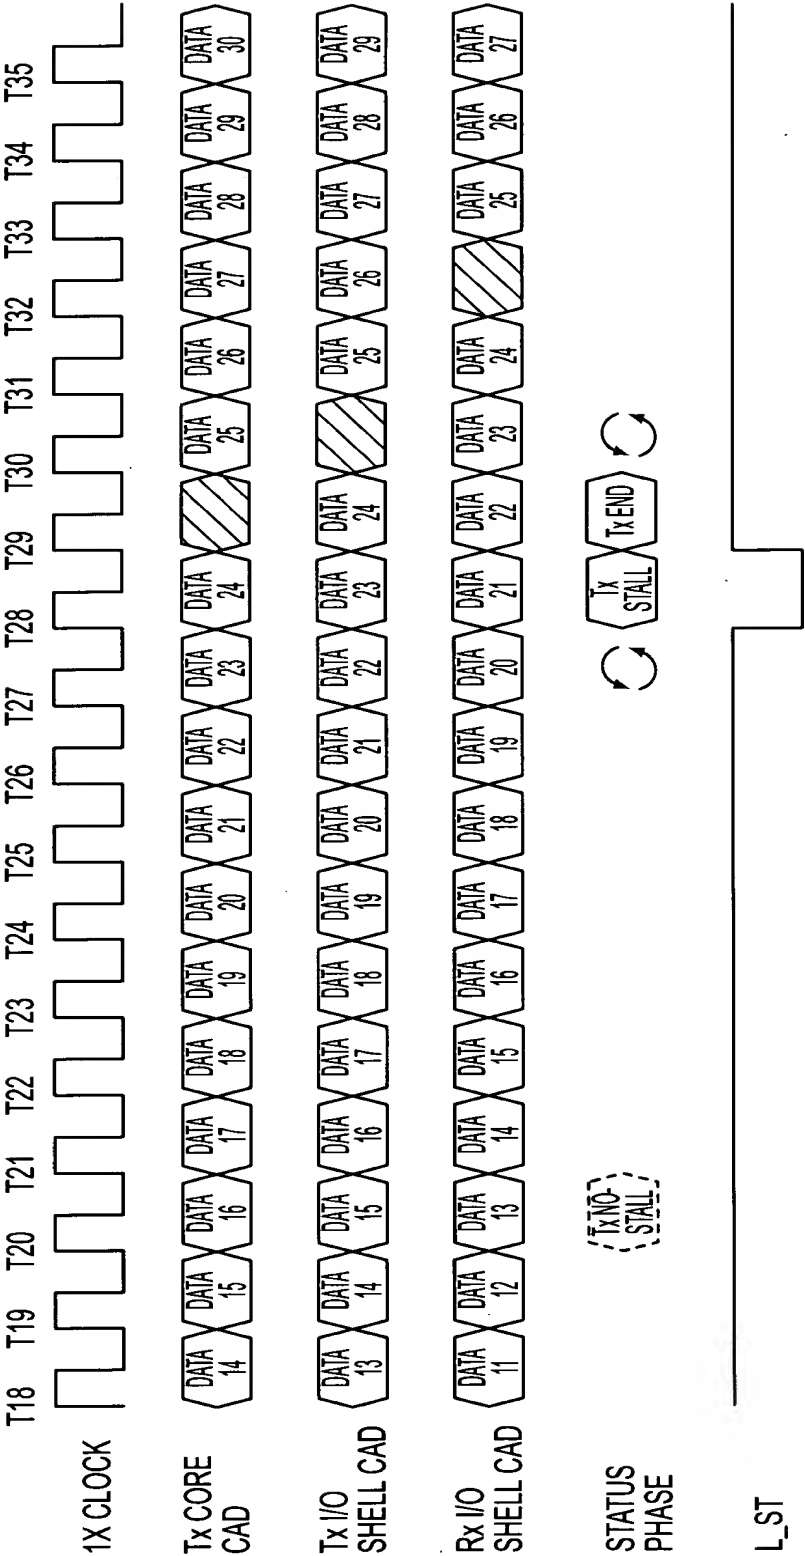 T18 T19 T20 T21 T22 T23 T24 T25 T26 T27 T28 T29 T30 T31 T32 T33 T34 T35
1X CLOCK
Tx CORE
CAD
DATA 14 DATA 15 DATA 16 DATA 17 DATA 18 DATA 19 DATA 20 DATA 21 DATA 22 DATA 23 DATA 24 DATA 25 DATA 26 DATA 27 DATA 28 DATA 29 DATA 30
Tx I/O
SHELL CAD
DATA 13 DATA 14 DATA 15 DATA 16 DATA 17 DATA 18 DATA 19 DATA 20 DATA 21 DATA 22 DATA 23 DATA 24 DATA 25 DATA 26 DATA 27 DATA 28 DATA 29
Rx I/O
SHELL CAD
DATA 11 DATA 12 DATA 13 DATA 14 DATA 15 DATA 16 DATA 17 DATA 18 DATA 19 DATA 20 DATA 21 DATA 22 DATA 23 DATA 24 DATA 25 DATA 26 DATA 27
STATUS
PHASE
Tx NO-
STALL
Tx
STALL
Tx END
L_ST